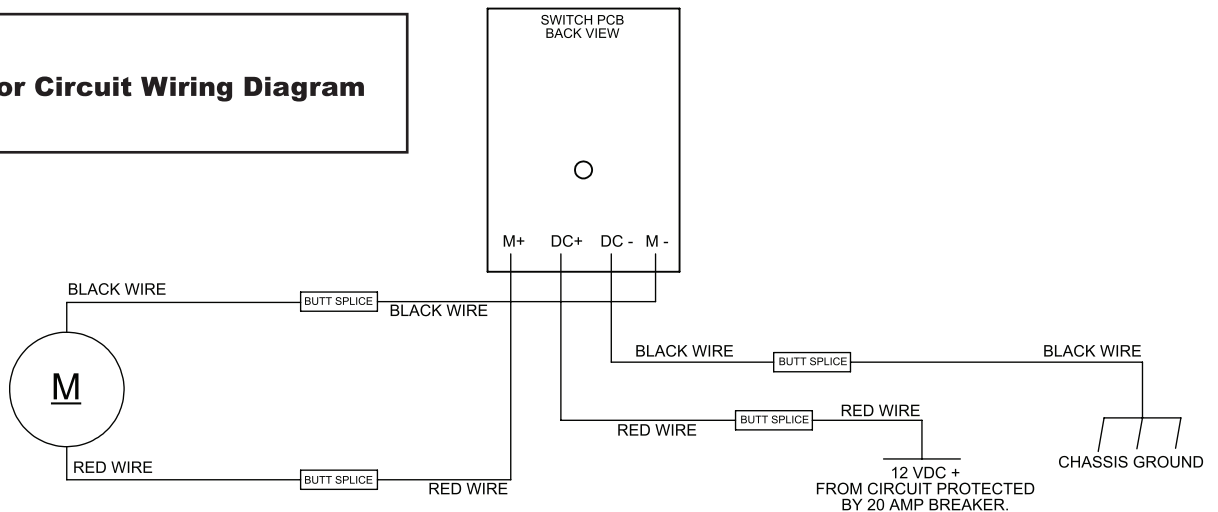 or Circuit Wiring Diagram
SWITCH PCB
BACK VIEW
M+ DC+ DC - M -
BLACK WIRE
BUTT SPLICE
BLACK WIRE
M
BLACK WIRE
BUTT SPLICE
BLACK WIRE
RED WIRE
BUTT SPLICE
RED WIRE
CHASSIS GROUND
RED WIRE
BUTT SPLICE
RED WIRE
12 VDC +
FROM CIRCUIT PROTECTED
BY 20 AMP BREAKER.